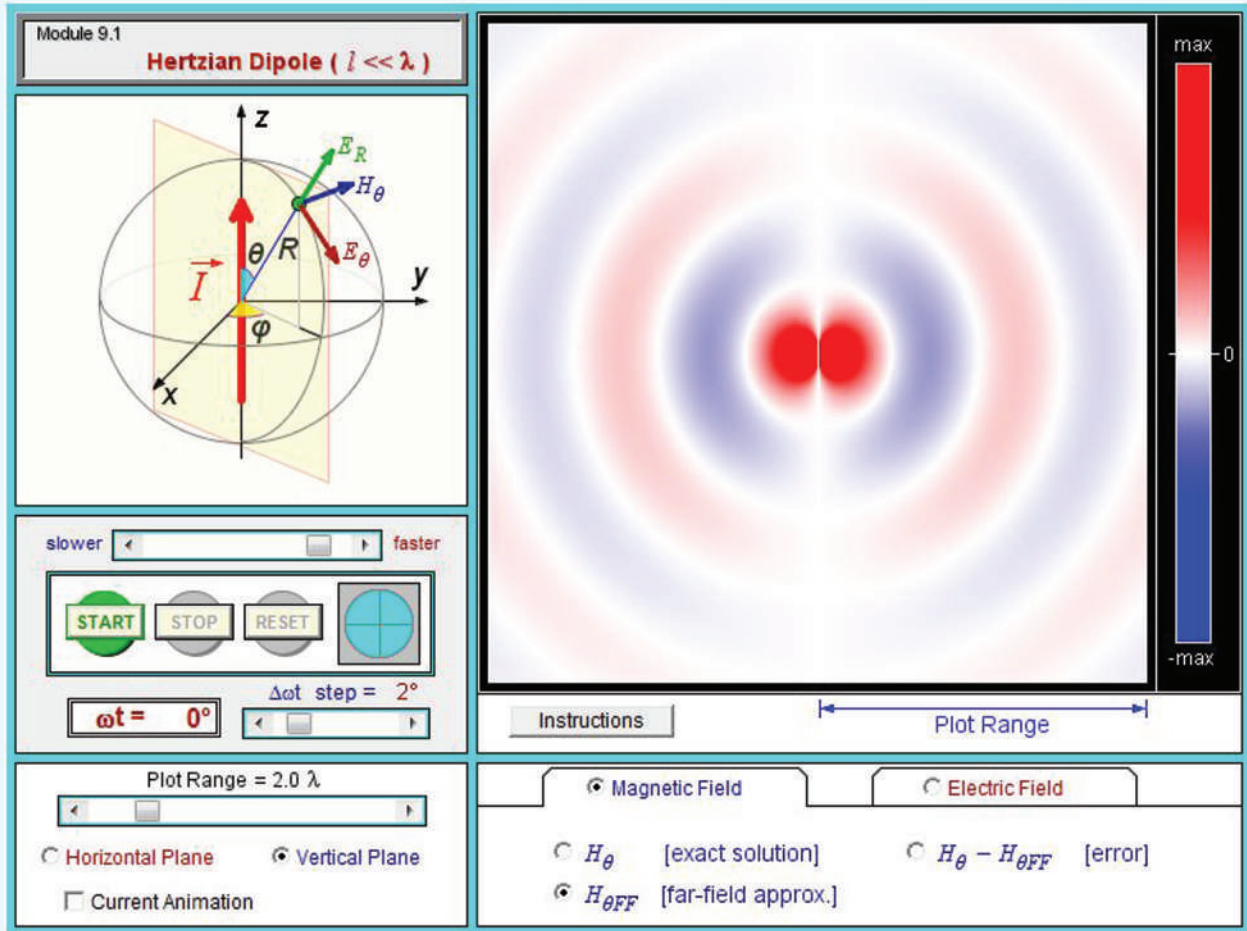 Module 9.1
Hertzian Dipole ( l << λ )
z
E_R
H_θ
θ
R
E_θ
I
y
φ
x
max
0
-max
slower
faster
START
STOP
RESET
Δωt step = 2°
ωt = 0°
Instructions
Plot Range
Plot Range = 2.0 λ
Horizontal Plane
Vertical Plane
Current Animation
Magnetic Field
Electric Field
H_θ [exact solution]
H_θ − H_θFF [error]
H_θFF [far-field approx.]